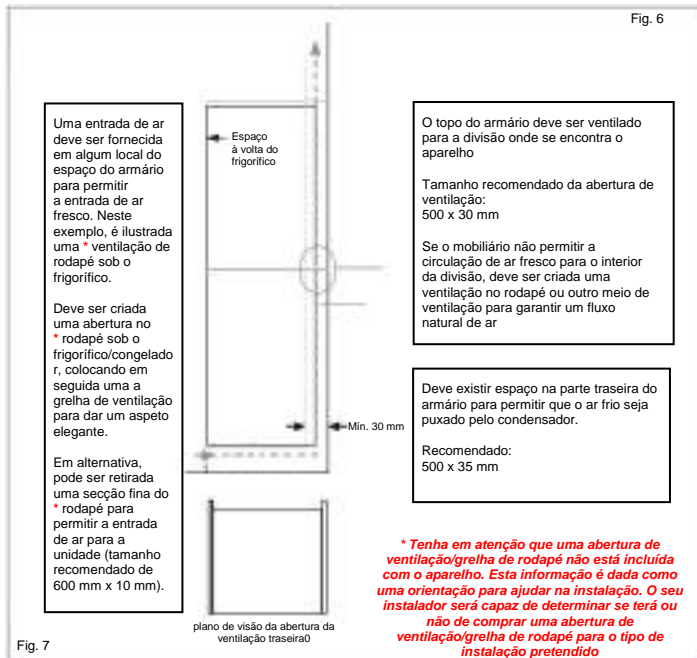 Fig. 6
Uma entrada de ar
deve ser fornecida
em algum local do
espaço do armário
para permitir
a entrada de ar
fresco. Neste
exemplo, é ilustrada
uma * ventilação de
rodapé sob o
frigorífico.
Deve ser criada
uma abertura no
* rodapé sob o
frigorífico/congelado
r, colocando em
seguida uma a
grelha de ventilação
para dar um aspeto
elegante.
Em alternativa,
pode ser retirada
uma secção fina do
* rodapé para
permitir a entrada
de ar para a
unidade (tamanho
recomendado de
600 mm x 10 mm).
Espaço
à volta do
frigorífico
Mín. 30 mm
plano de visão da abertura da
ventilação traseira0
O topo do armário deve ser ventilado
para a divisão onde se encontra o
aparelho
Tamanho recomendado da abertura de
ventilação:
500 x 30 mm
Se o mobiliário não permitir a
circulação de ar fresco para o interior
da divisão, deve ser criada uma
ventilação no rodapé ou outro meio de
ventilação para garantir um fluxo
natural de ar
Deve existir espaço na parte traseira do
armário para permitir que o ar frio seja
puxado pelo condensador.
Recomendado:
500 x 35 mm
* Tenha em atenção que uma abertura de
ventilação/grelha de rodapé não está incluída
com o aparelho. Esta informação é dada como
uma orientação para ajudar na instalação. O seu
instalador será capaz de determinar se terá ou
não de comprar uma abertura de
ventilação/grelha de rodapé para o tipo de
instalação pretendido
Fig. 7